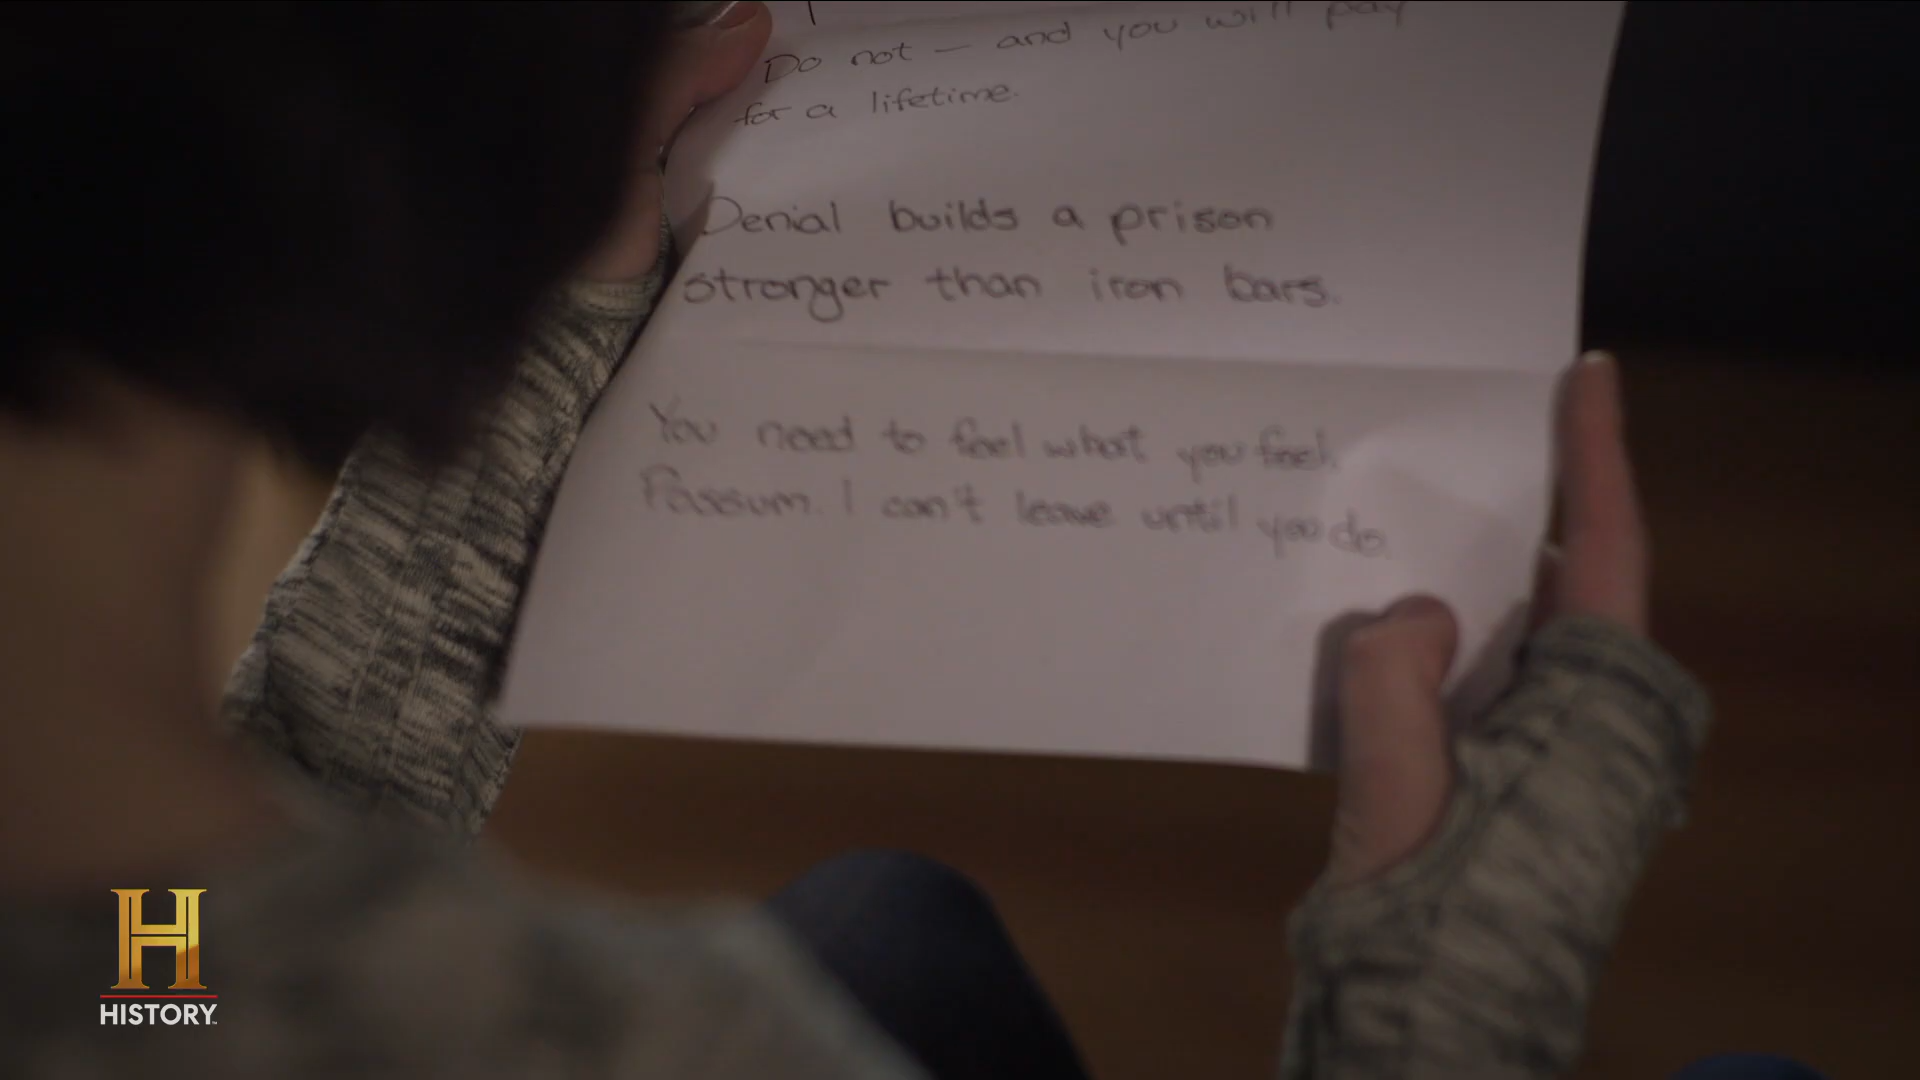 Do not – and you will pay
for a lifetime.
Denial builds a prison
stronger than iron bars.
You need to feel what you feel.
Possum. I can't leave until you do.
HISTORY